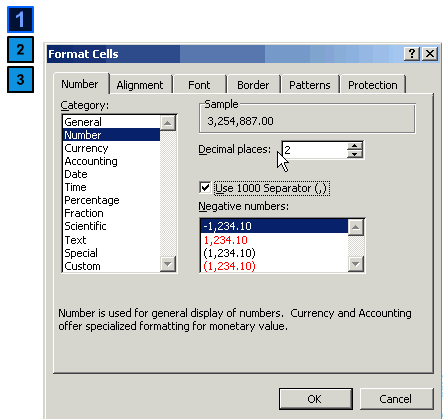 1
2
3
Format Cells
Number
Alignment
Font
Border
Patterns
Protection
Category:
General
Number
Currency
Accounting
Date
Time
Percentage
Fraction
Scientific
Text
Special
Custom
Sample
3,254,887.00
Decimal places: 2
Use 1000 Separator (,)
Negative numbers:
-1,234.10
1,234.10
(1,234.10)
(1,234.10)
Number is used for general display of numbers. Currency and Accounting
offer specialized formatting for monetary value.
OK
Cancel